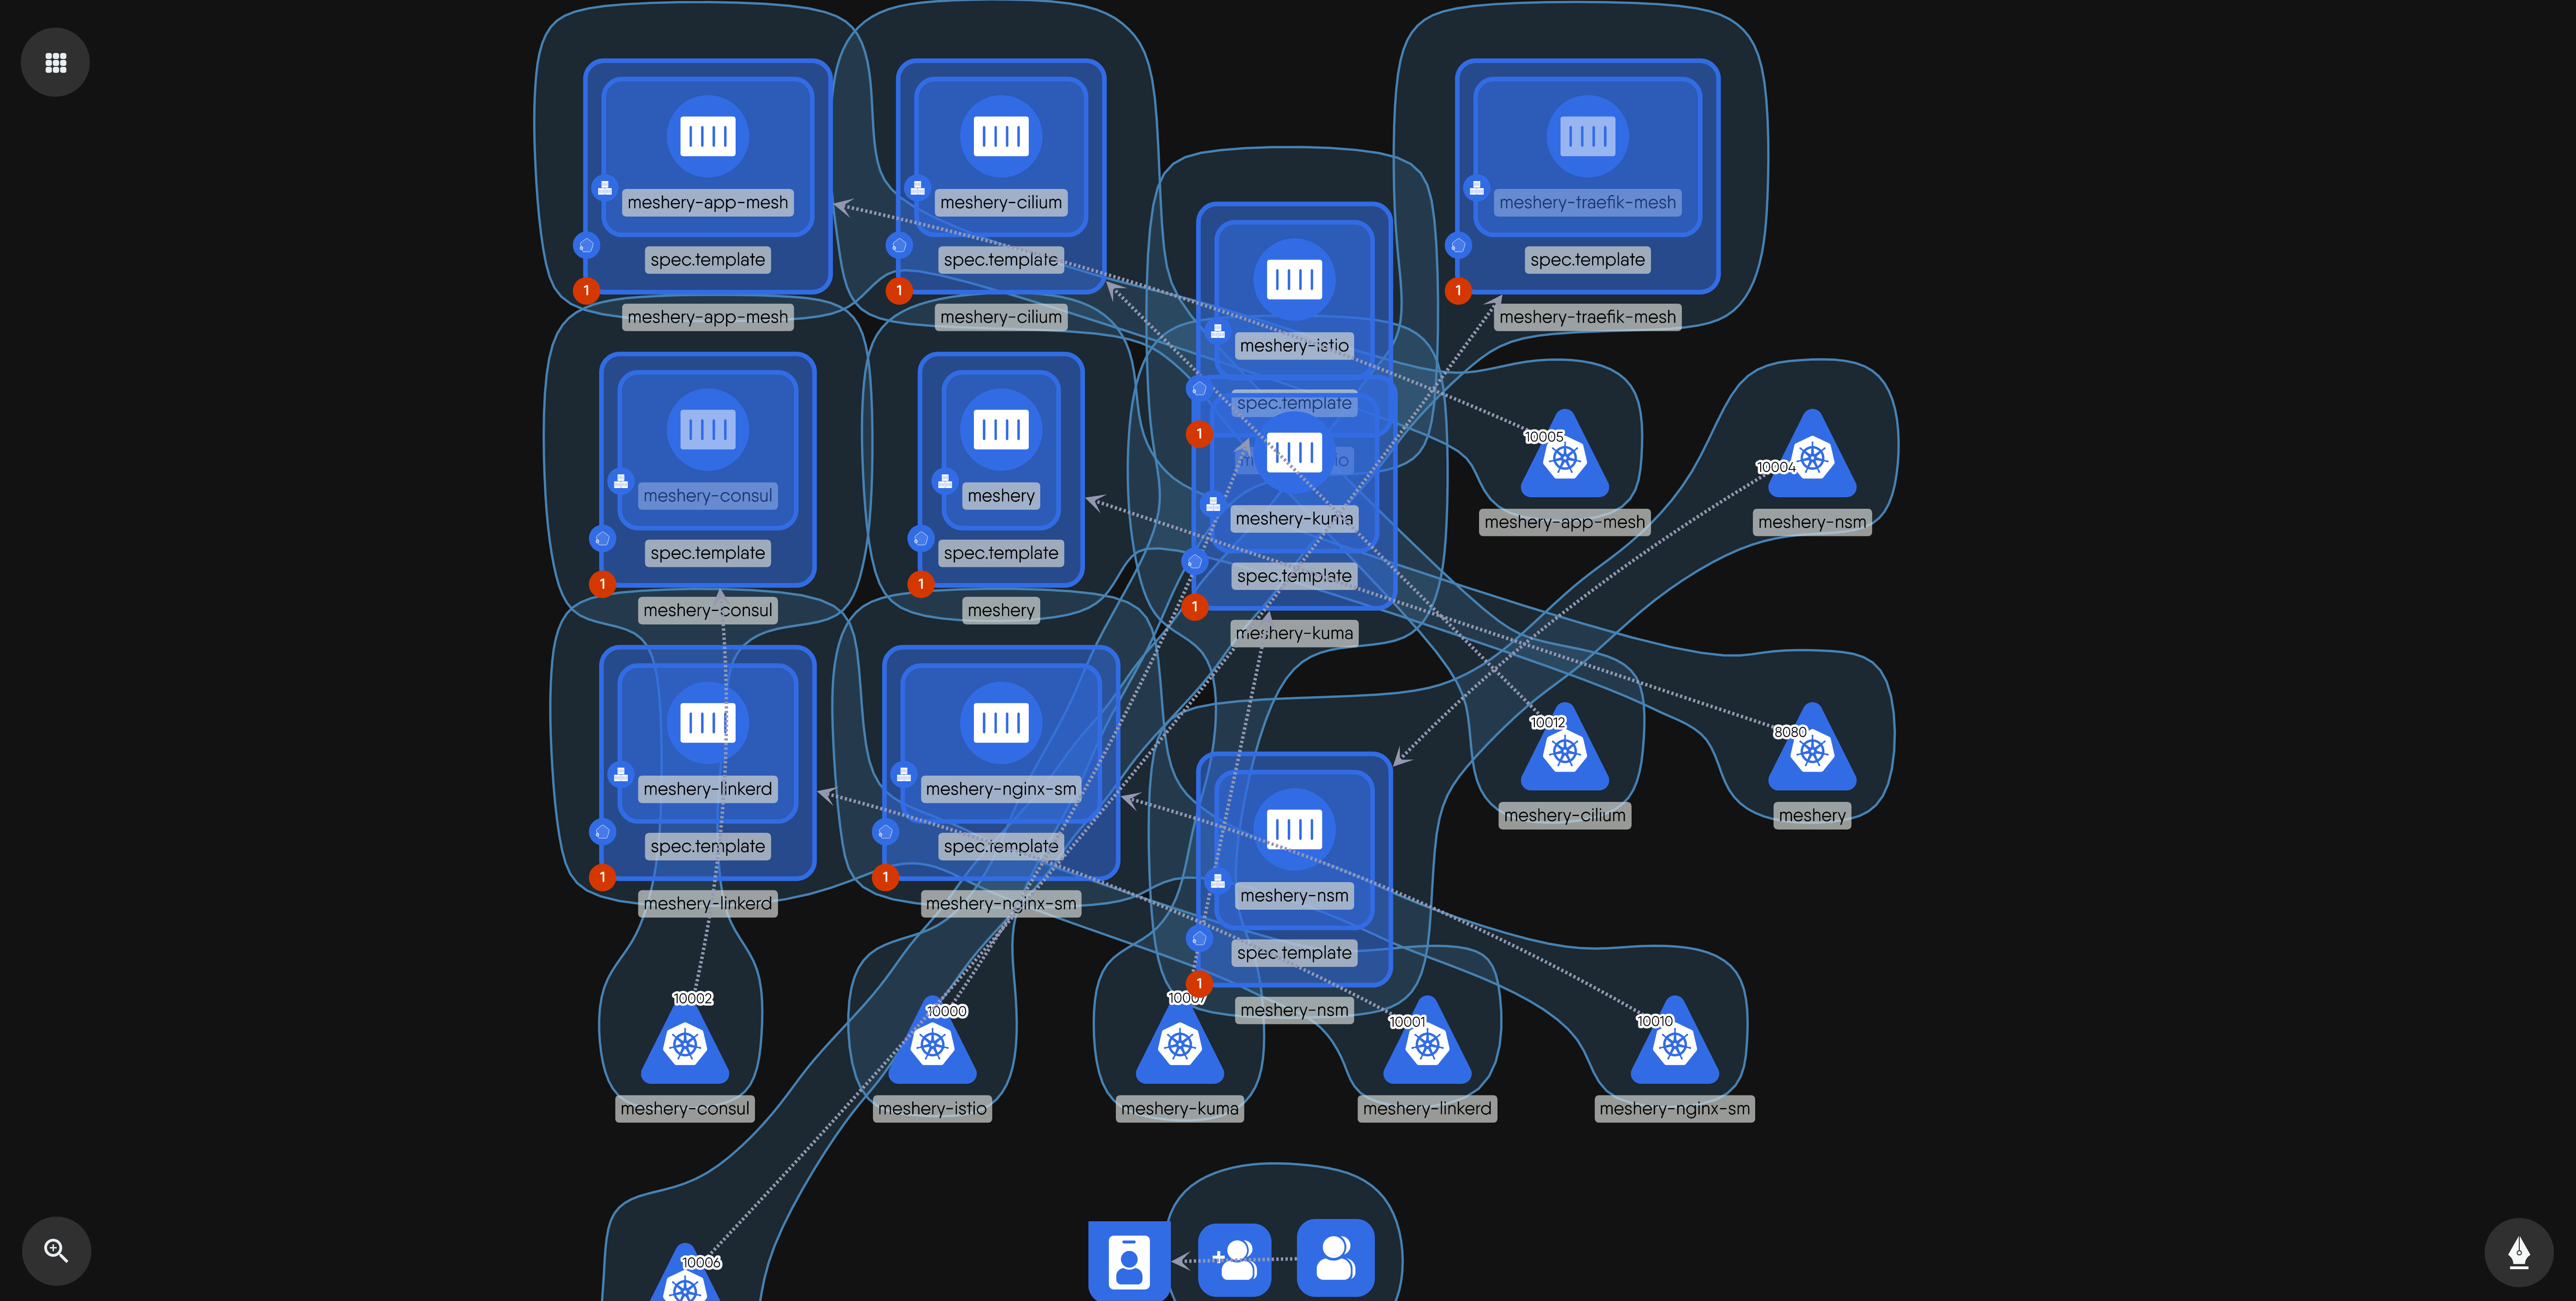 meshery-app-mesh
spec.template
1
meshery-app-mesh
meshery-cilium
spec.template
1
meshery-cilium
meshery-traefik-mesh
spec.template
1
meshery-traefik-mesh
meshery-istio
spec.template
1
meshery-consul
spec.template
1
meshery-consul
meshery
spec.template
1
meshery
meshery-kuma
spec.template
1
meshery-kuma
10005
meshery-app-mesh
10004
meshery-nsm
meshery-linkerd
spec.template
1
meshery-linkerd
meshery-nginx-sm
spec.template
1
meshery-nginx-sm
meshery-nsm
spec.template
1
meshery-nsm
10012
meshery-cilium
8080
meshery
10002
meshery-consul
10000
meshery-istio
10007
meshery-kuma
10001
meshery-linkerd
10010
meshery-nginx-sm
10006